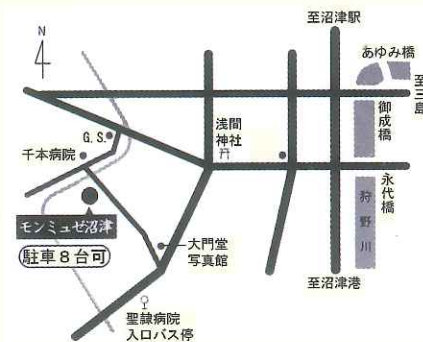 至沼津駅
N
4
あゆみ橋
至三島
御成橋
浅間
神社
G.S.
千本病院
永代橋
狩野川
モンミュゼ沼津
駐車8台可
大門堂
写真館
至沼津港
聖隷病院
入口バス停